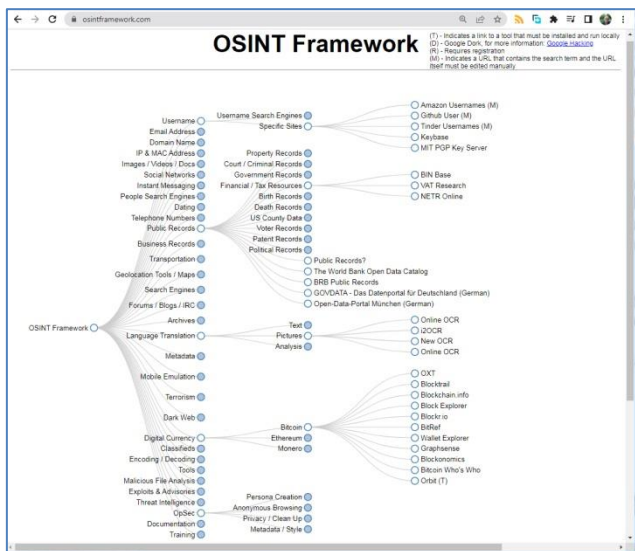 osintframework.com
OSINT Framework
(T) - Indicates a link to a tool that must be installed and run locally
(D) - Google Dork, for more information: Google Hacking
(R) - Requires registration
(M) - Indicates a URL that contains the search term and the URL
itself must be edited manually
OSINT Framework
Username
Email Address
Domain Name
IP & MAC Address
Images / Videos / Docs
Social Networks
Instant Messaging
People Search Engines
Dating
Telephone Numbers
Public Records
Business Records
Transportation
Geolocation Tools / Maps
Search Engines
Forums / Blogs / IRC
Archives
Language Translation
Metadata
Mobile Emulation
Terrorism
Dark Web
Digital Currency
Classifieds
Encoding / Decoding
Tools
Malicious File Analysis
Exploits & Advisories
Threat Intelligence
OpSec
Documentation
Training
Username Search Engines
Specific Sites
Property Records
Court / Criminal Records
Government Records
Financial / Tax Resources
Birth Records
Death Records
US County Data
Voter Records
Patent Records
Political Records
Public Records?
The World Bank Open Data Catalog
BRB Public Records
GOVDATA - Das Datenportal für Deutschland (German)
Open-Data-Portal München (German)
Text
Pictures
Analysis
Bitcoin
Ethereum
Monero
Persona Creation
Anonymous Browsing
Privacy / Clean Up
Metadata / Style
Amazon Usernames (M)
Github User (M)
Tinder Usernames (M)
Keybase
MIT PGP Key Server
BIN Base
VAT Research
NETR Online
Online OCR
i2OCR
New OCR
Online OCR
OXT
Blocktrail
Blockchain.info
Block Explorer
Blockr.io
BitRef
Wallet Explorer
Graphsense
Blockonomics
Bitcoin Who's Who
Orbit (T)